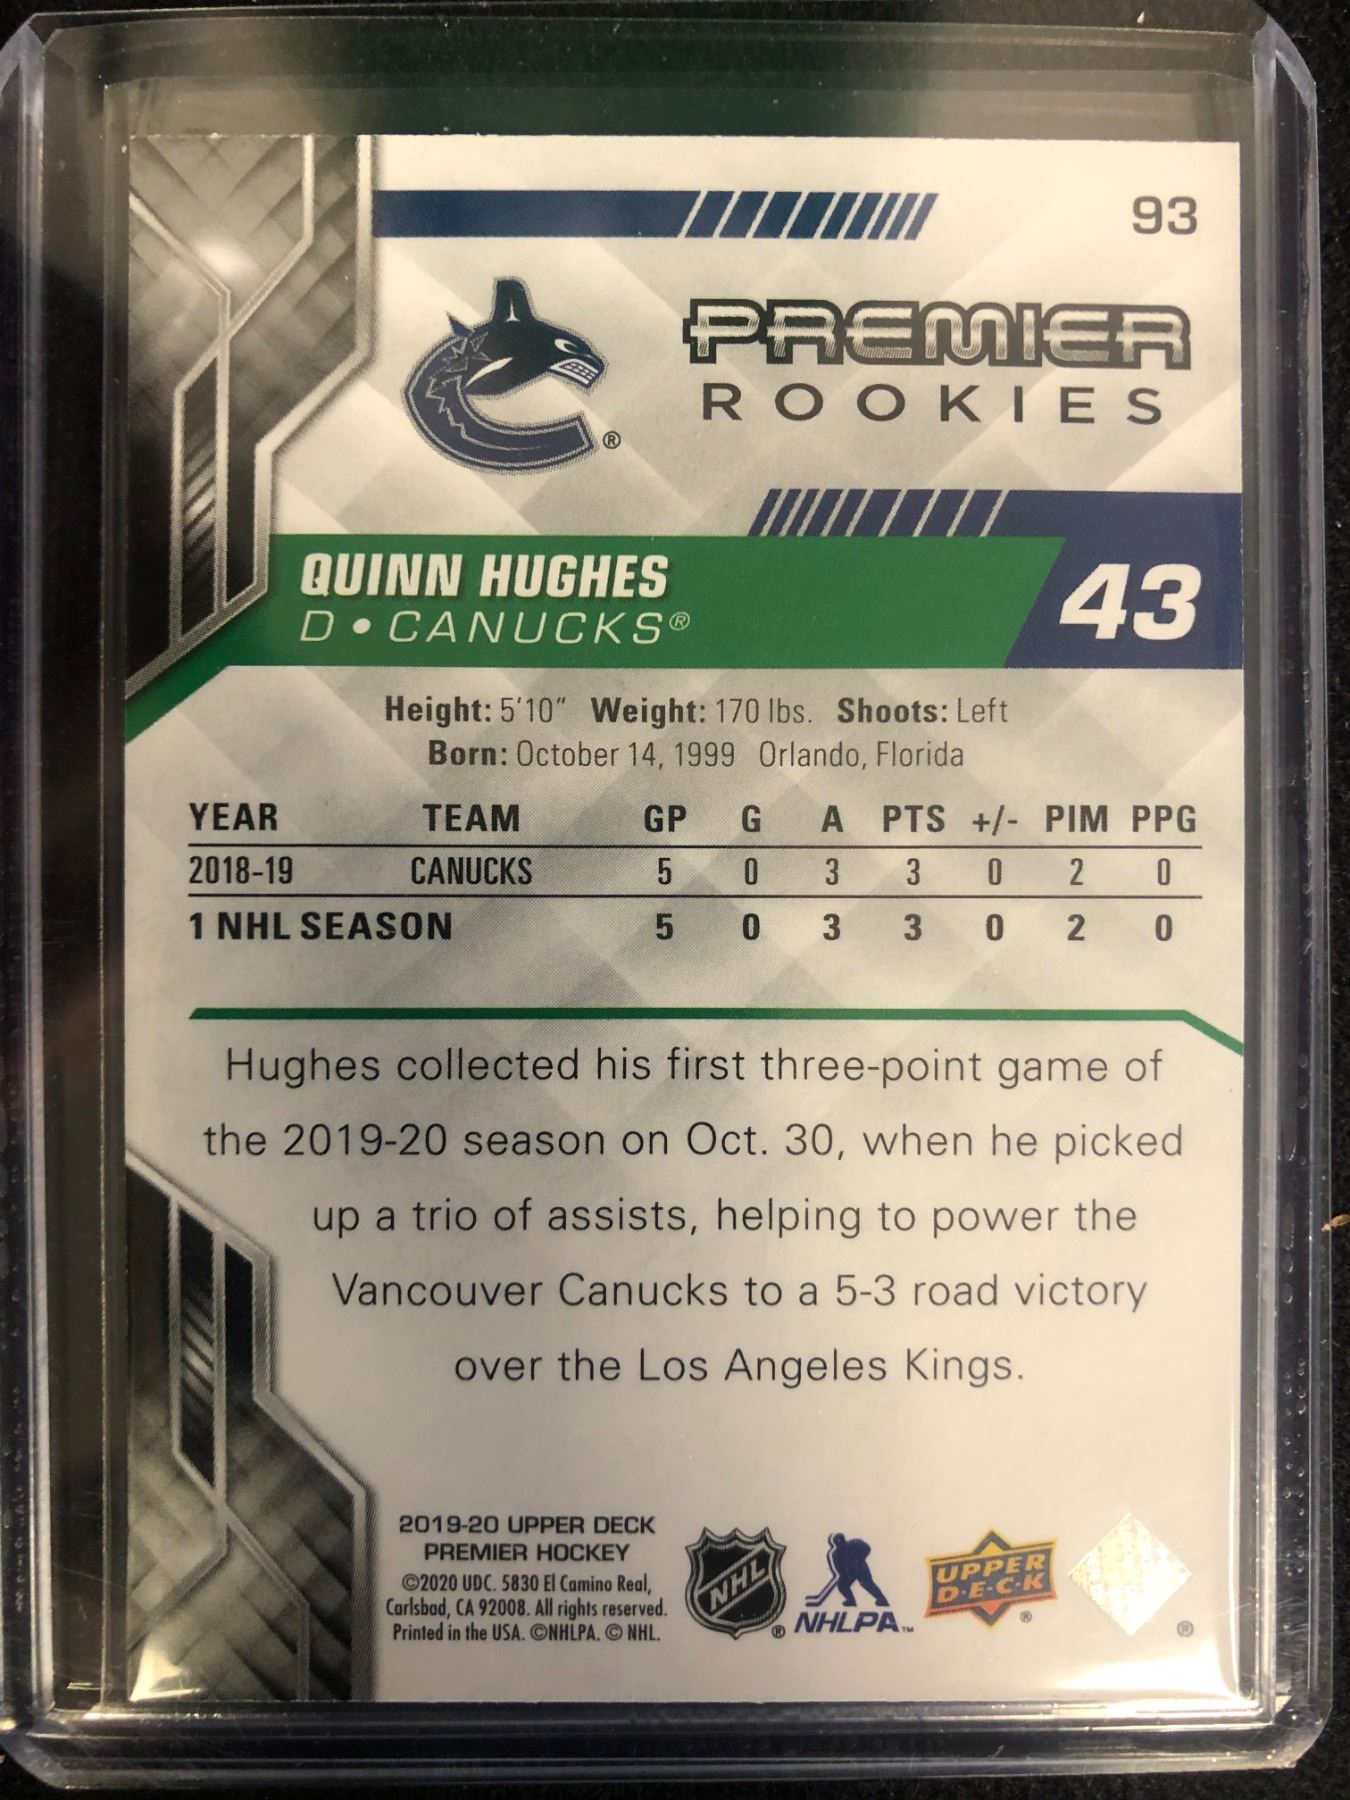 93
PREMIER
ROOKIES
®
QUINN HUGHES
D • CANUCKS®
43
Height: 5'10" Weight: 170 lbs. Shoots: Left
Born: October 14, 1999 Orlando, Florida
YEAR TEAM GP G A PTS +/- PIM PPG
2018-19 CANUCKS 5 0 3 3 0 2 0
1 NHL SEASON 5 0 3 3 0 2 0
Hughes collected his first three-point game of
the 2019-20 season on Oct. 30, when he picked
up a trio of assists, helping to power the
Vancouver Canucks to a 5-3 road victory
over the Los Angeles Kings.
2019-20 UPPER DECK
PREMIER HOCKEY
©2020 UDC. 5830 El Camino Real,
Carlsbad, CA 92008. All rights reserved.
Printed in the USA. ©NHLPA. © NHL.
NHL ®
NHLPA™
UPPER
D·E·C·K ®
®